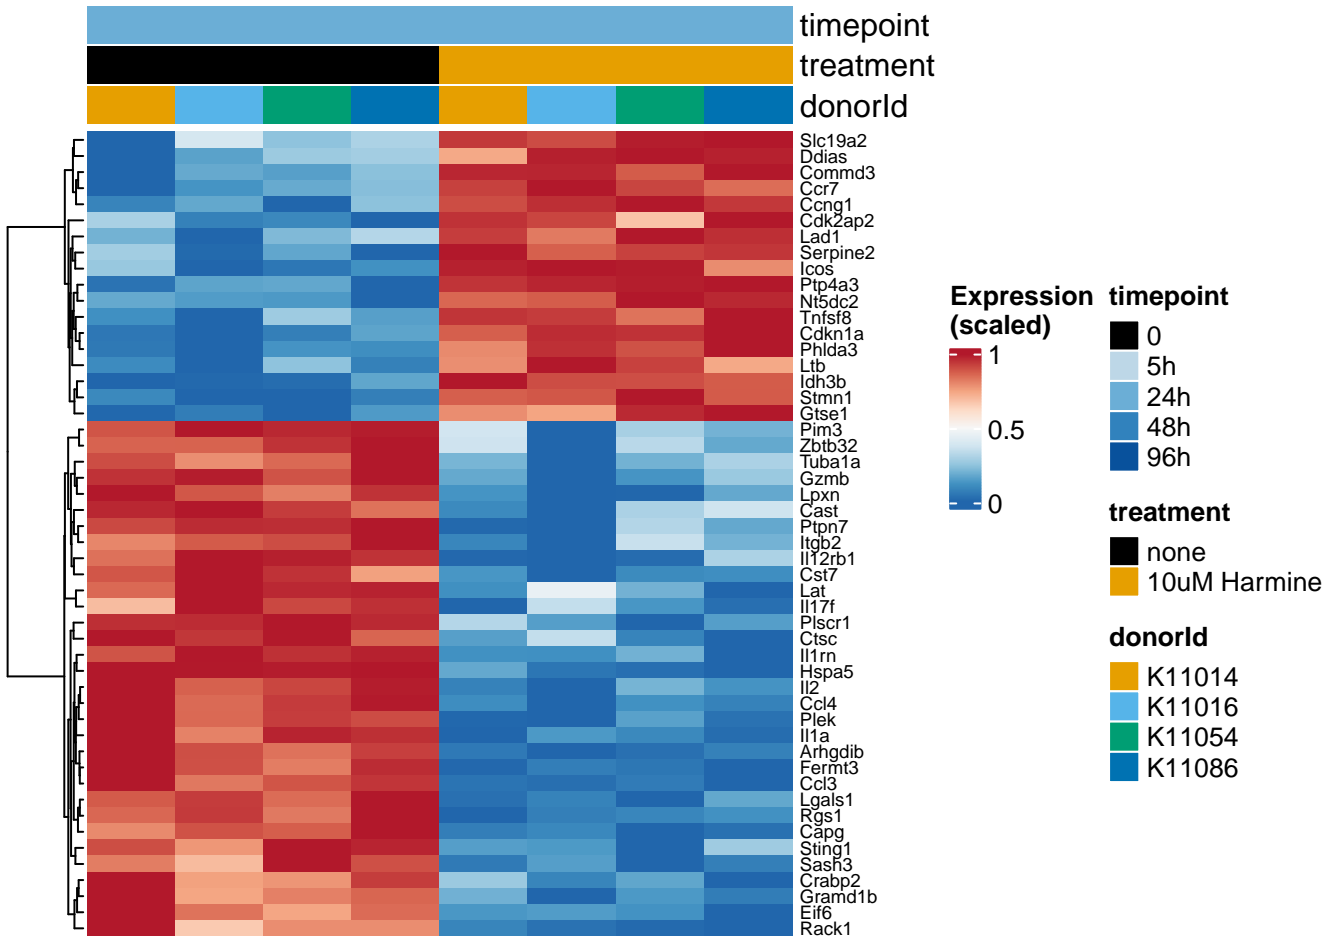 timepoint
treatment
donorId
Slc19a2
Ddias
Commd3
Ccr7
Ccng1
Cdk2ap2
Lad1
Serpine2
Icos
Ptp4a3
Nt5dc2
Tnfsf8
Cdkn1a
Phlda3
Ltb
Idh3b
Stmn1
Gtse1
Pim3
Zbtb32
Tuba1a
Gzmb
Lpxn
Cast
Ptpn7
Itgb2
Il12rb1
Cst7
Lat
Il17f
Plscr1
Ctsc
Il1rn
Hspa5
Il2
Ccl4
Plek
Il1a
Arhgdib
Fermt3
Ccl3
Lgals1
Rgs1
Capg
Sting1
Sash3
Crabp2
Gramd1b
Eif6
Rack1
Expression
(scaled)
1
0.5
0
timepoint
0
5h
24h
48h
96h
treatment
none
10uM Harmine
donorId
K11014
K11016
K11054
K11086